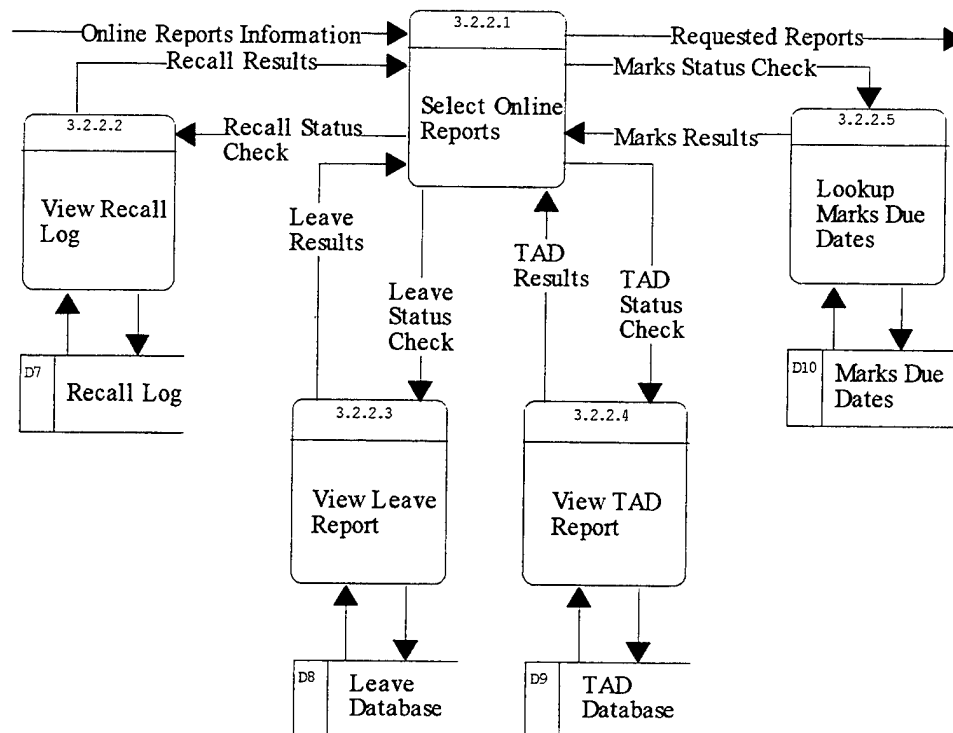 3.2.2.1
Online Reports Information
Requested Reports
Recall Results
Marks Status Check
Select Online
Reports
3.2.2.2
Recall Status
Check
Marks Results
3.2.2.5
View Recall
Log
Lookup
Marks Due
Dates
Leave
Results
TAD
Results
Leave
Status
Check
TAD
Status
Check
D7
Recall Log
D10
Marks Due
Dates
3.2.2.3
3.2.2.4
View Leave
Report
View TAD
Report
D8
Leave
Database
D9
TAD
Database